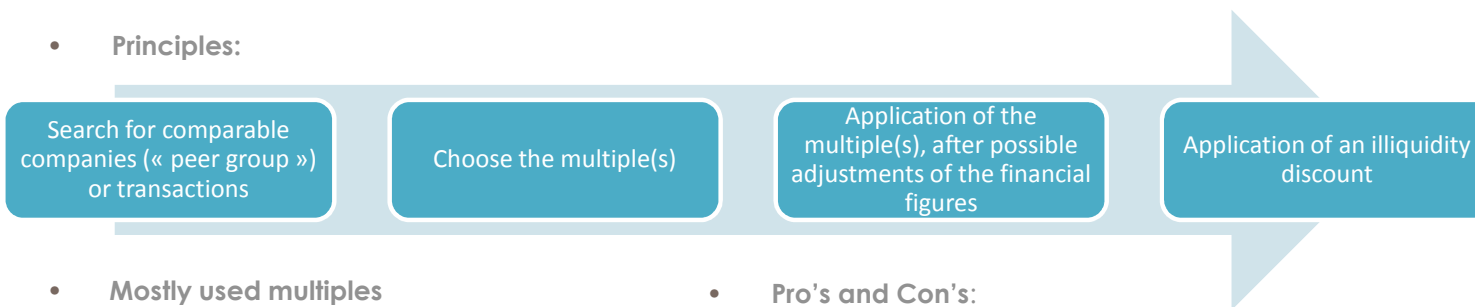 • Principles:
Search for comparable
companies (« peer group »)
or transactions
Choose the multiple(s)
Application of the
multiple(s), after possible
adjustments of the financial
figures
Application of an illiquidity
discount
• Mostly used multiples
• Pro's and Con's: